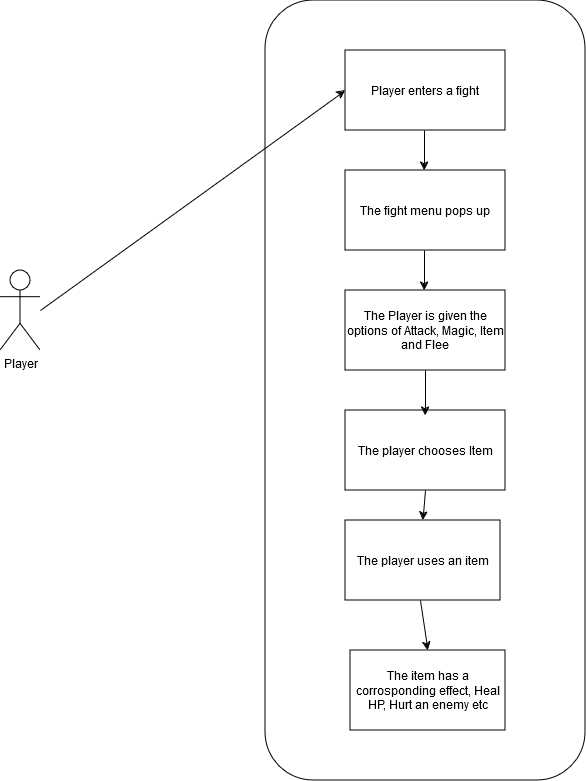 Player enters a fight
The fight menu pops up
The Player is given the
options of Attack, Magic, Item
and Flee
Player
The player chooses Item
The player uses an item
The item has a
corrosponding effect, Heal
HP, Hurt an enemy etc